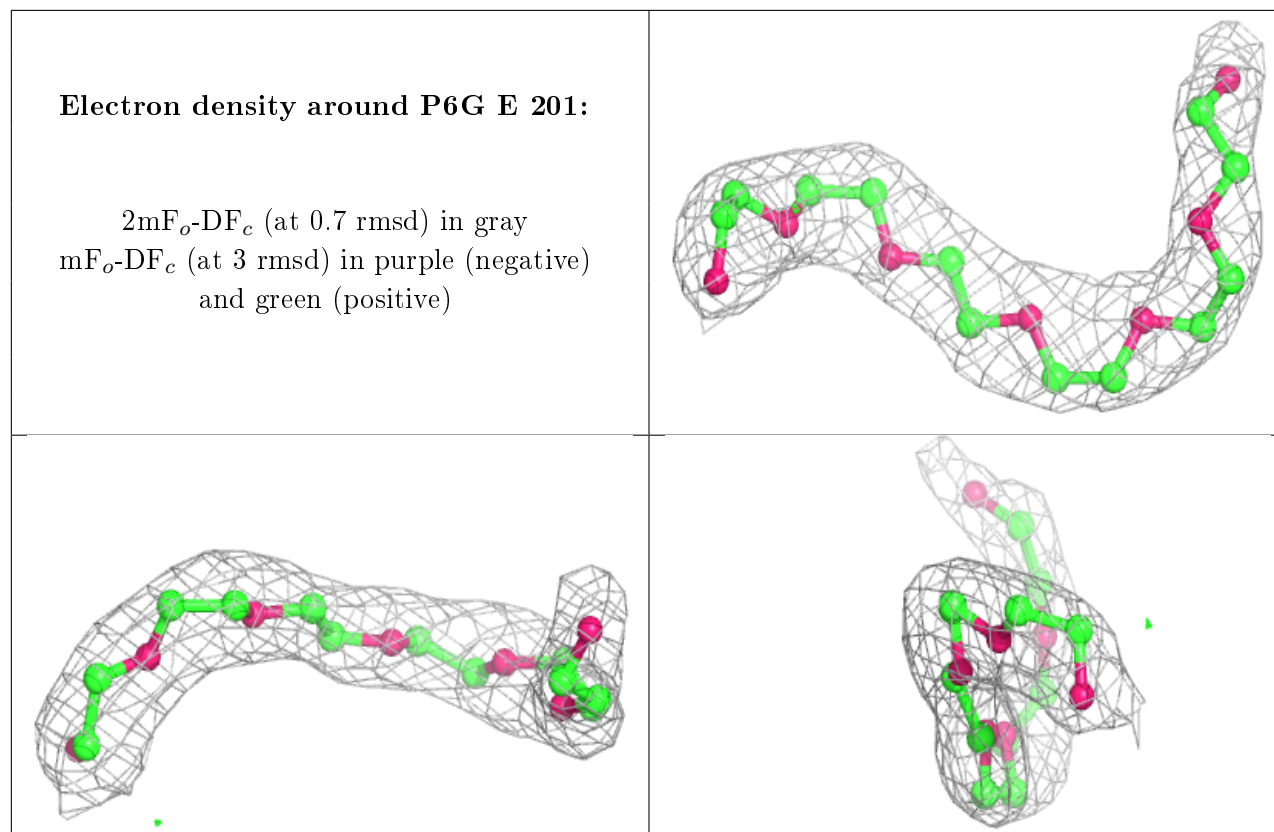 Electron density around P6G E 201:
2mFo-DFc (at 0.7 rmsd) in gray
mFo-DFc (at 3 rmsd) in purple (negative)
and green (positive)